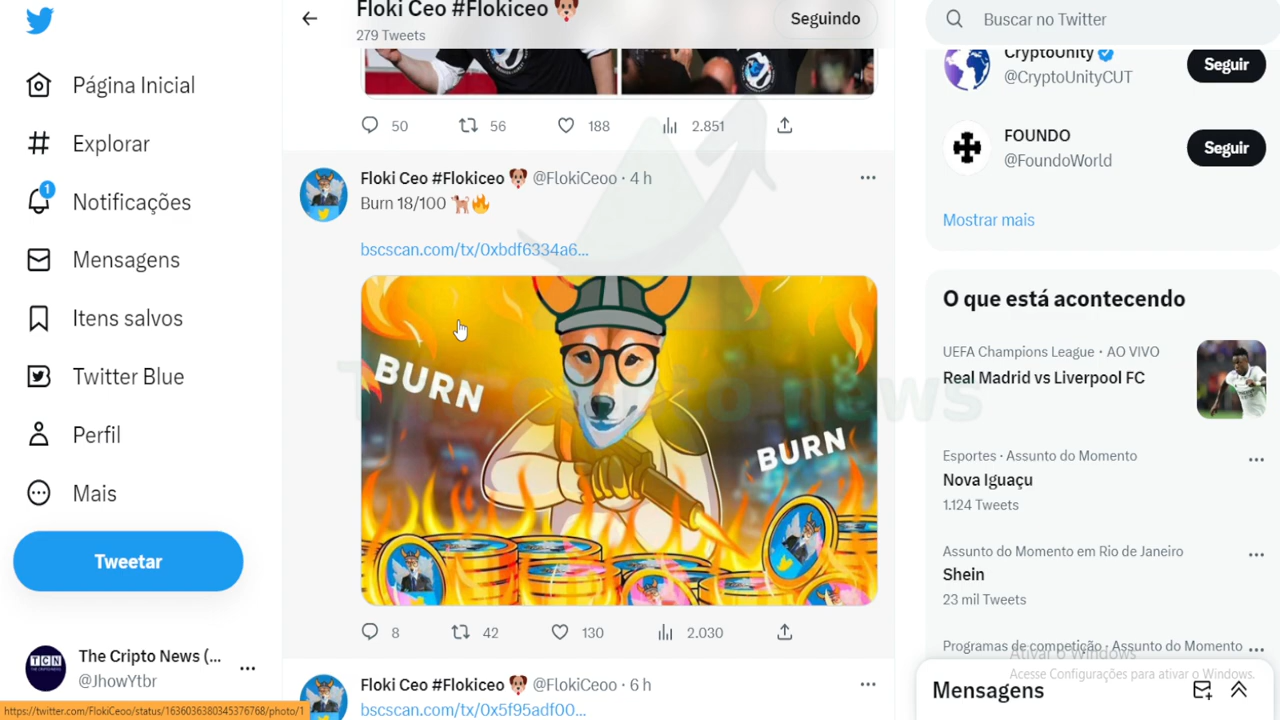 Página Inicial
Explorar
1
Notificações
Mensagens
Itens salvos
Twitter Blue
Perfil
Mais
Tweetar
The Cripto News (...
@JhowYtbr
https://twitter.com/FlokiCeoo/status/1636036380345376768/photo/1
Floki Ceo #Flokiceo
279 Tweets
Seguindo
50
56
188
2.851
Floki Ceo #Flokiceo @FlokiCeoo · 4 h
Burn 18/100
bscscan.com/tx/0xbdf6334a6...
BURN
BURN
8
42
130
2.030
Floki Ceo #Flokiceo @FlokiCeoo · 6 h
bscscan.com/tx/0x5f95adf00...
Buscar no Twitter
CryptoUnity
@CryptoUnityCUT
Seguir
FOUNDO
@FoundoWorld
Seguir
Mostrar mais
O que está acontecendo
UEFA Champions League · AO VIVO
Real Madrid vs Liverpool FC
Esportes · Assunto do Momento
Nova Iguaçu
1.124 Tweets
Assunto do Momento em Rio de Janeiro
Shein
23 mil Tweets
Programas de competição · Assunto do Momento
Ativar o Windows
Acesse Configurações para ativar o Windows.
Mensagens
TCN